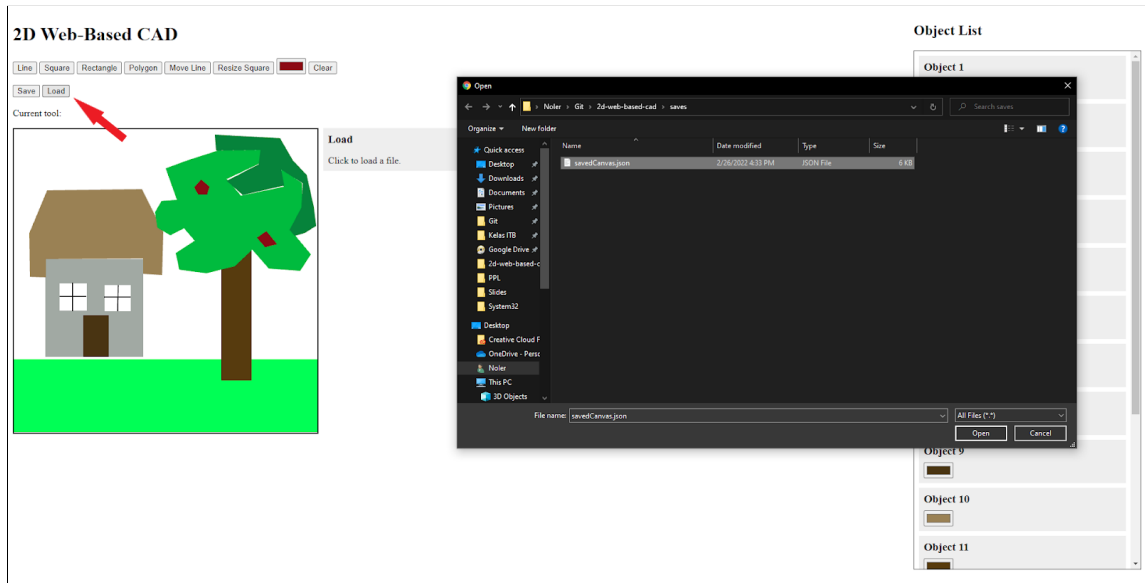 2D Web-Based CAD
Line Square Rectangle Polygon Move Line Resize Square Clear
Save Load
Current tool:
Load
Click to load a file.
Open
Noler › Git › 2d-web-based-cad › saves
Search saves
Organize New folder
Name Date modified Type Size
savedCanvas.json 2/26/2022 4:33 PM JSON File 6 KB
Quick access
Desktop
Downloads
Documents
Pictures
Git
Kelas ITB
Google Drive
2d-web-based-c
PPL
Slides
System32
Desktop
Creative Cloud F
OneDrive - Perso
Noler
This PC
3D Objects
File name: savedCanvas.json All Files (*.*)
Open Cancel
Object List
Object 1
Object 9
Object 10
Object 11